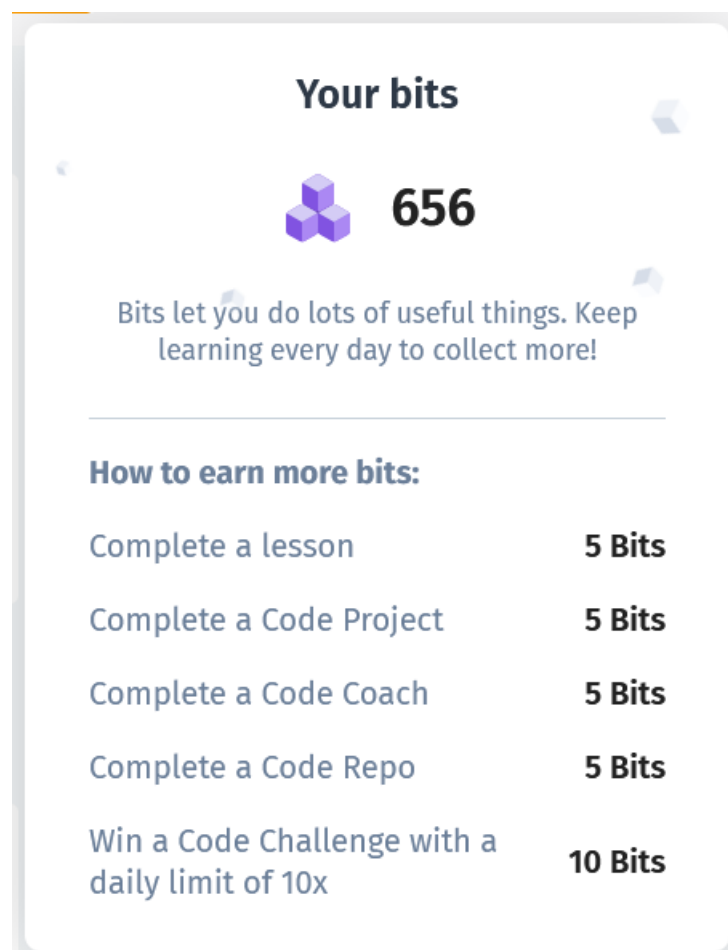 Your bits
656
Bits let you do lots of useful things. Keep
learning every day to collect more!
How to earn more bits:
Complete a lesson 5 Bits
Complete a Code Project 5 Bits
Complete a Code Coach 5 Bits
Complete a Code Repo 5 Bits
Win a Code Challenge with a
daily limit of 10x
10 Bits